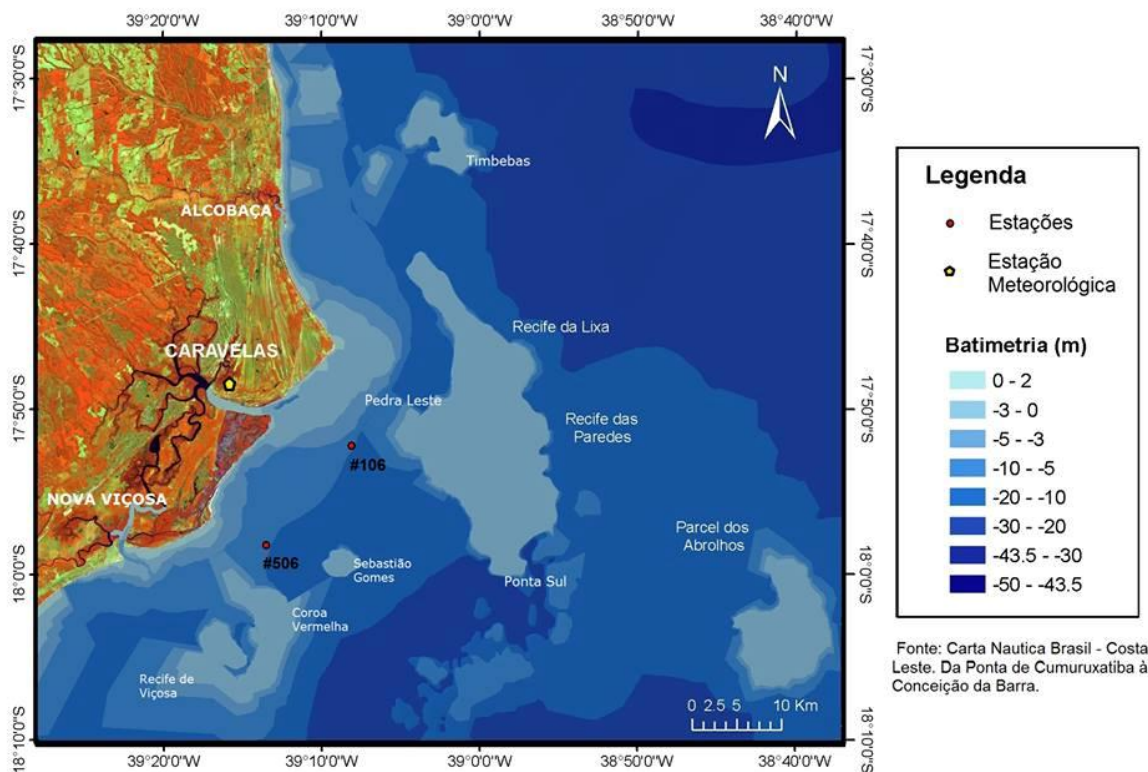 39°20'0"W 39°10'0"W 39°0'0"W 38°50'0"W 38°40'0"W
17°30'0"S
17°40'0"S
17°50'0"S
18°0'0"S
18°10'0"S
N
Timbebas
ALCOBAÇA
Recife da Lixa
CARAVELAS
Pedra Leste
Recife das
Paredes
#106
NOVA VIÇOSA
Parcel dos
Abrolhos
#506
Sebastião
Gomes
Ponta Sul
Coroa
Vermelha
Recife de
Viçosa
0 2.5 5 10 Km
17°30'0"S
17°40'0"S
17°50'0"S
18°0'0"S
18°10'0"S
39°20'0"W 39°10'0"W 39°0'0"W 38°50'0"W 38°40'0"W
Legenda
Estações
Estação
Meteorológica
Batimetria (m)
0 - 2
-3 - 0
-5 - -3
-10 - -5
-20 - -10
-30 - -20
-43.5 - -30
-50 - -43.5
Fonte: Carta Nautica Brasil - Costa
Leste. Da Ponta de Cumuruxatiba à
Conceição da Barra.